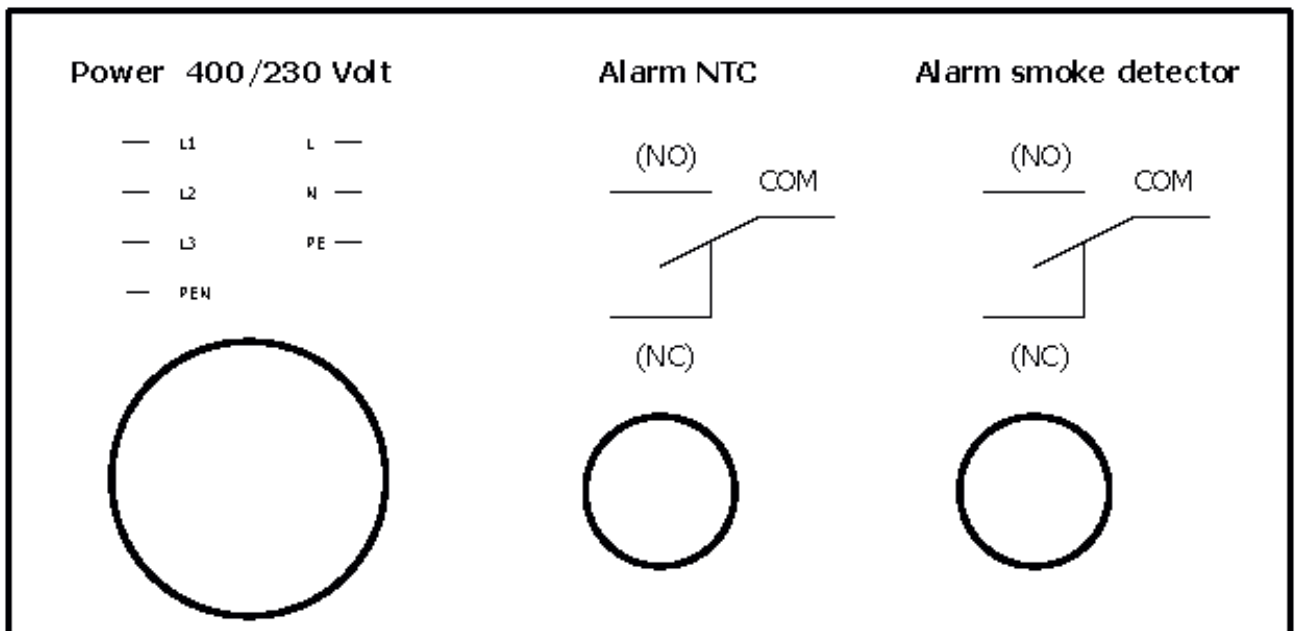 Power 400/230 Volt
L1 L
L2 N
L3 PE
PEN
Alarm NTC
(NO)
COM
(NC)
Alarm smoke detector
(NO)
COM
(NC)